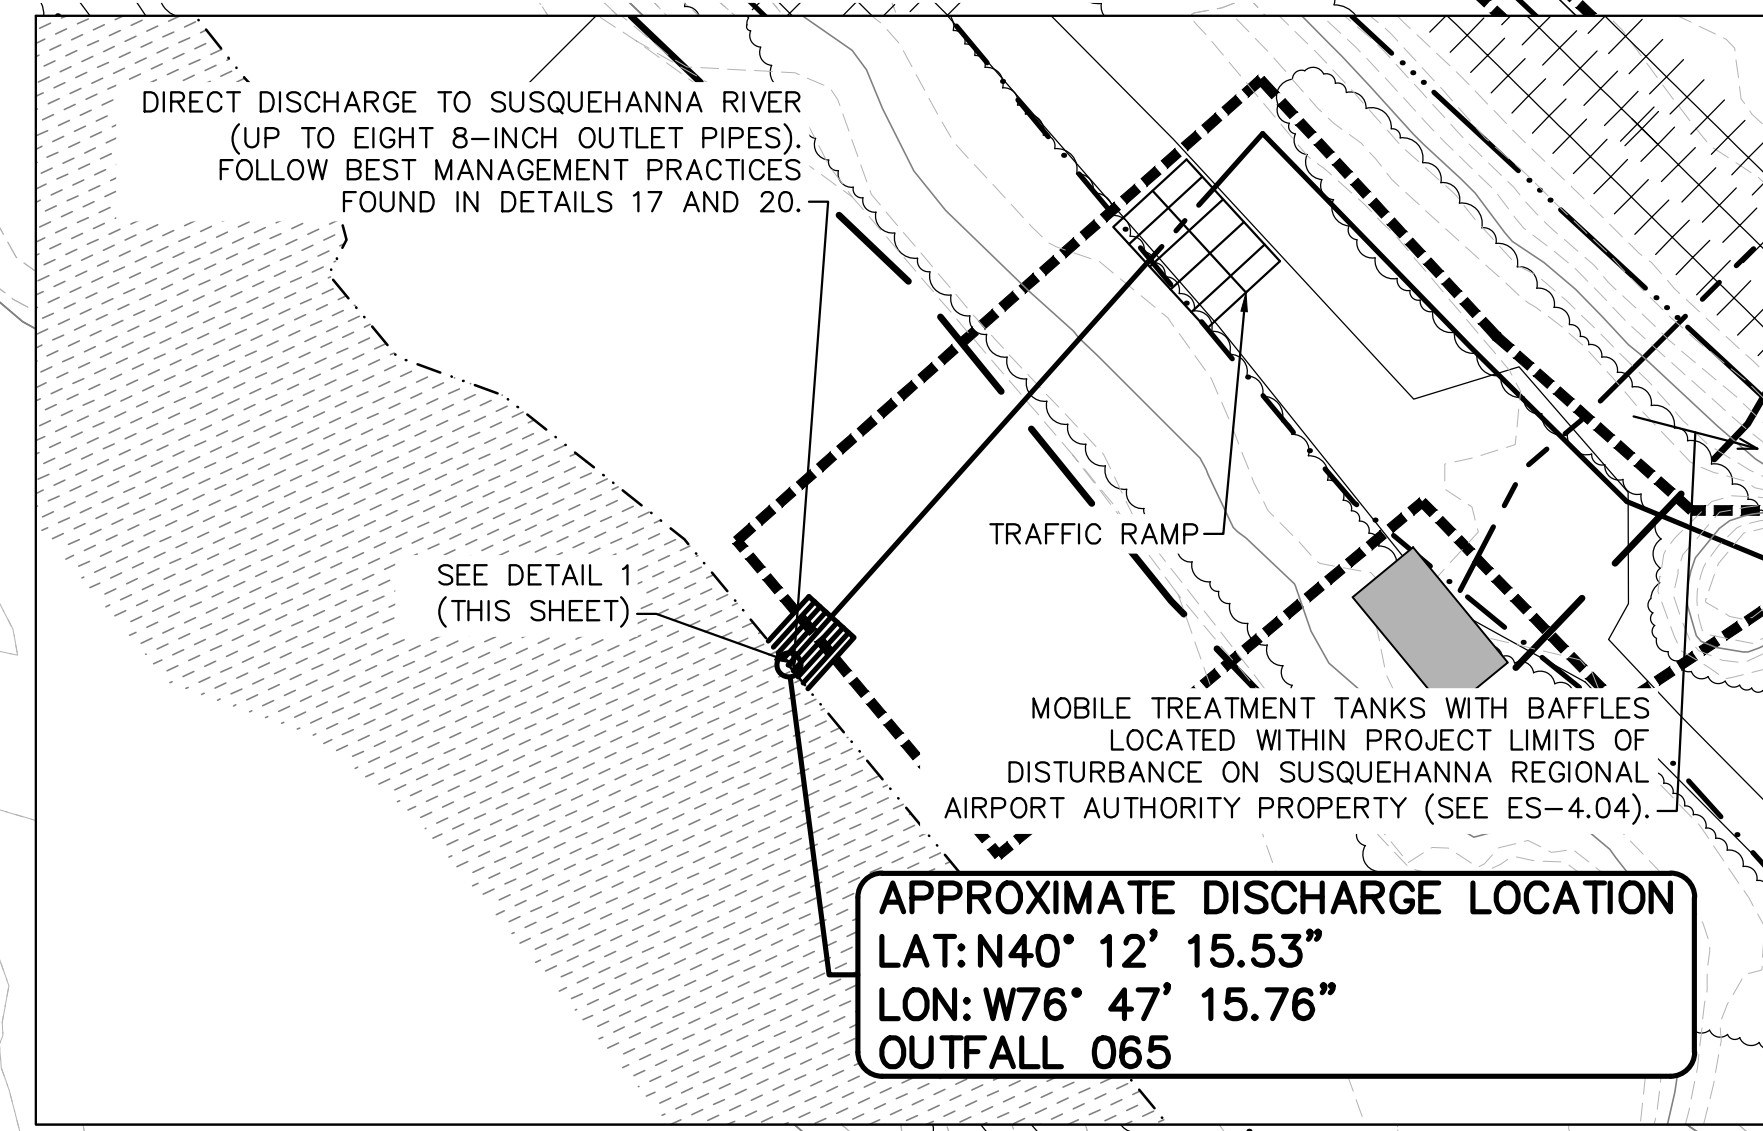 DIRECT DISCHARGE TO SUSQUEHANNA RIVER
(UP TO EIGHT 8-INCH OUTLET PIPES).
FOLLOW BEST MANAGEMENT PRACTICES
FOUND IN DETAILS 17 AND 20.
TRAFFIC RAMP
SEE DETAIL 1
(THIS SHEET)
MOBILE TREATMENT TANKS WITH BAFFLES
LOCATED WITHIN PROJECT LIMITS OF
DISTURBANCE ON SUSQUEHANNA REGIONAL
AIRPORT AUTHORITY PROPERTY (SEE ES-4.04).
APPROXIMATE DISCHARGE LOCATION
LAT: N40° 12' 15.53"
LON: W76° 47' 15.76"
OUTFALL 065